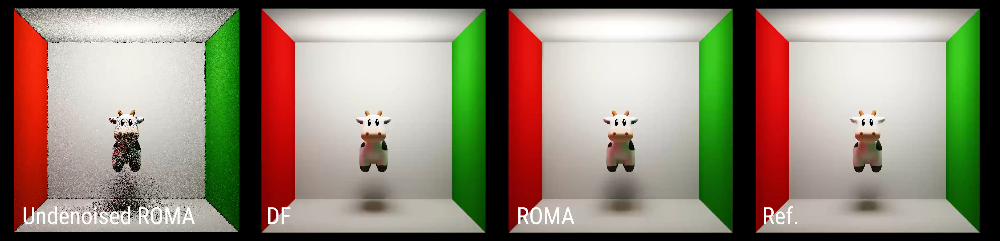 Undenoised ROMA
DF
ROMA
Ref.